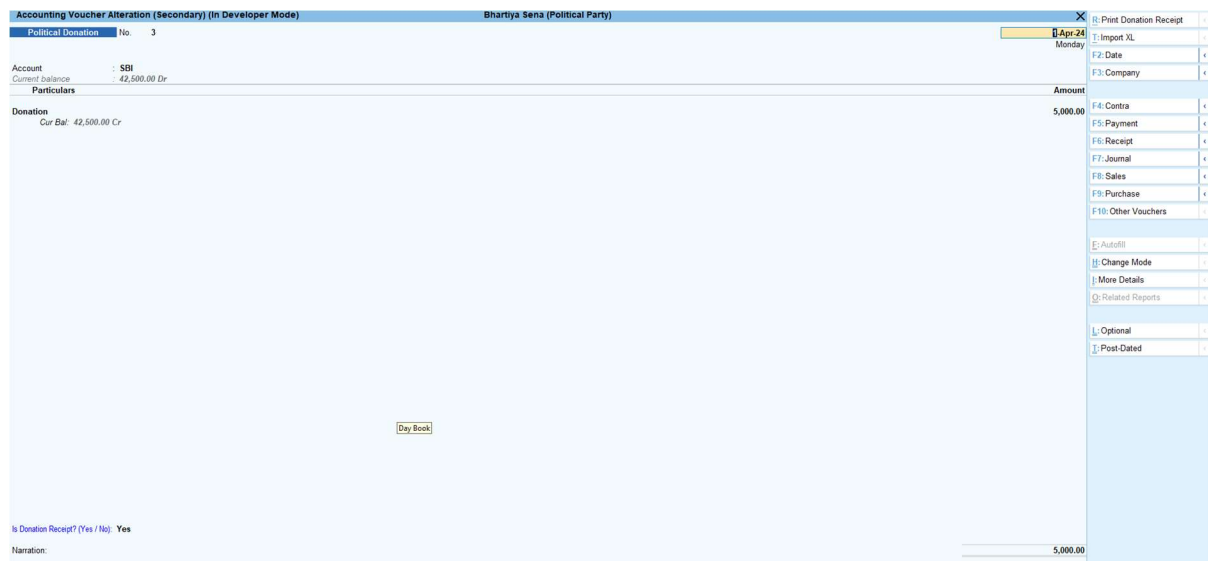 Accounting Voucher Alteration (Secondary) (In Developer Mode) Bhartiya Sena (Political Party) X
Political Donation No. 3 1-Apr-24
Monday
Account : SBI
Current balance : 42,500.00 Dr
Particulars Amount
Donation 5,000.00
Cur Bal: 42,500.00 Cr
Day Book
Is Donation Receipt? (Yes / No): Yes
Narration: 5,000.00
R: Print Donation Receipt
T: Import XL
F2: Date
F3: Company
F4: Contra
F5: Payment
F6: Receipt
F7: Journal
F8: Sales
F9: Purchase
F10: Other Vouchers
F: Autofill
H: Change Mode
I: More Details
O: Related Reports
L: Optional
T: Post-Dated